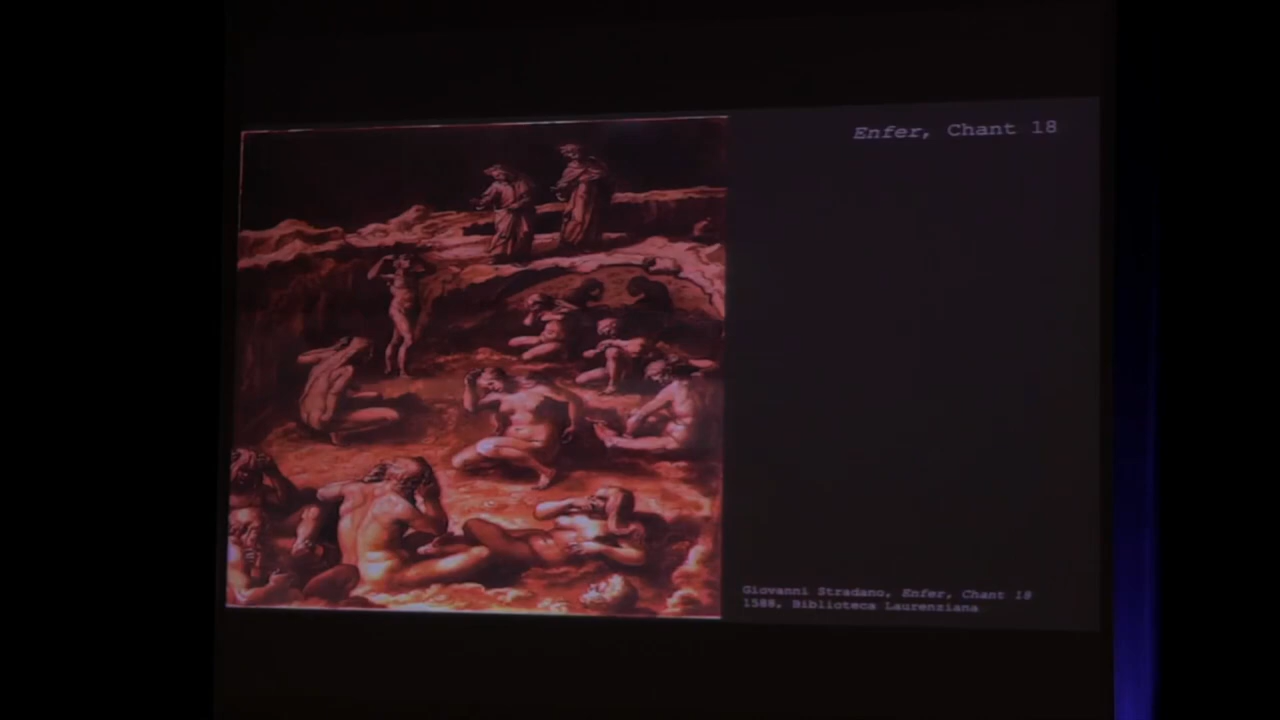 Enfer, Chant 18
Giovanni Stradano, Enfer, Chant 18
1588, Biblioteca Laurenziana